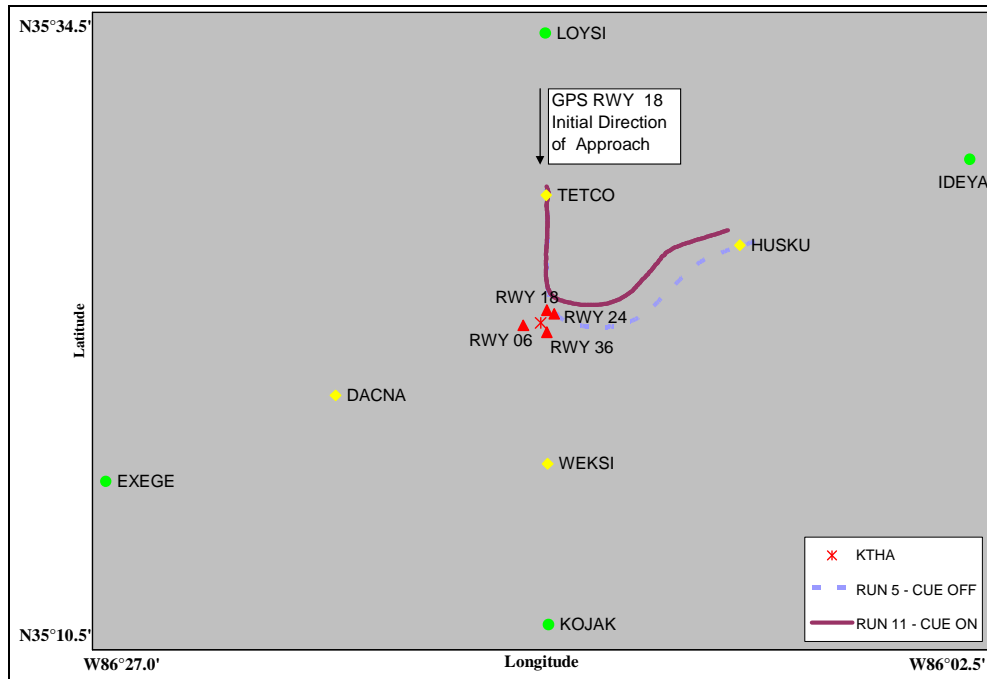 N35°34.5'
LOYSI
GPS RWY 18
Initial Direction
of Approach
IDEYA
TETCO
HUSKU
RWY 18
RWY 24
RWY 06
RWY 36
Latitude
DACNA
WEKSI
EXEGE
KTHA
RUN 5 - CUE OFF
RUN 11 - CUE ON
KOJAK
N35°10.5'
W86°27.0'
Longitude
W86°02.5'